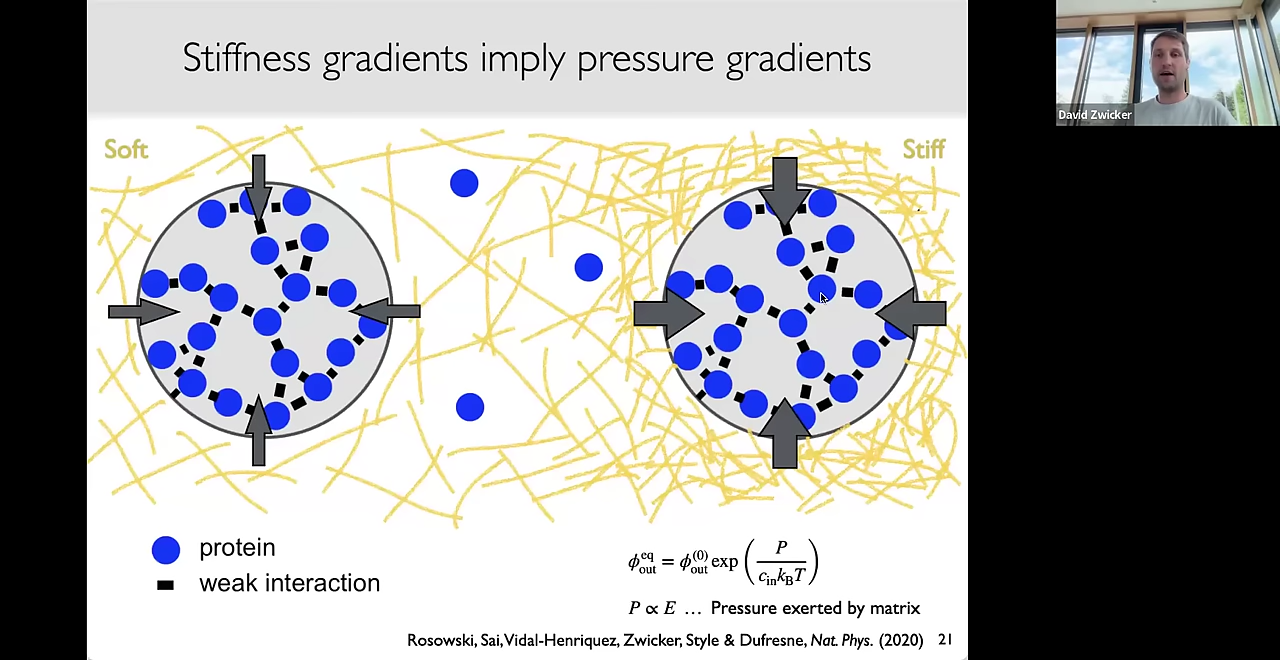 Stiffness gradients imply pressure gradients
David Zwicker
Soft
Stiff
protein
weak interaction
ϕ_out^eq = ϕ_out^(0) exp(P / c_in k_B T)
P ∝ E … Pressure exerted by matrix
Rosowski, Sai, Vidal-Henriquez, Zwicker, Style & Dufresne, Nat. Phys. (2020) 21